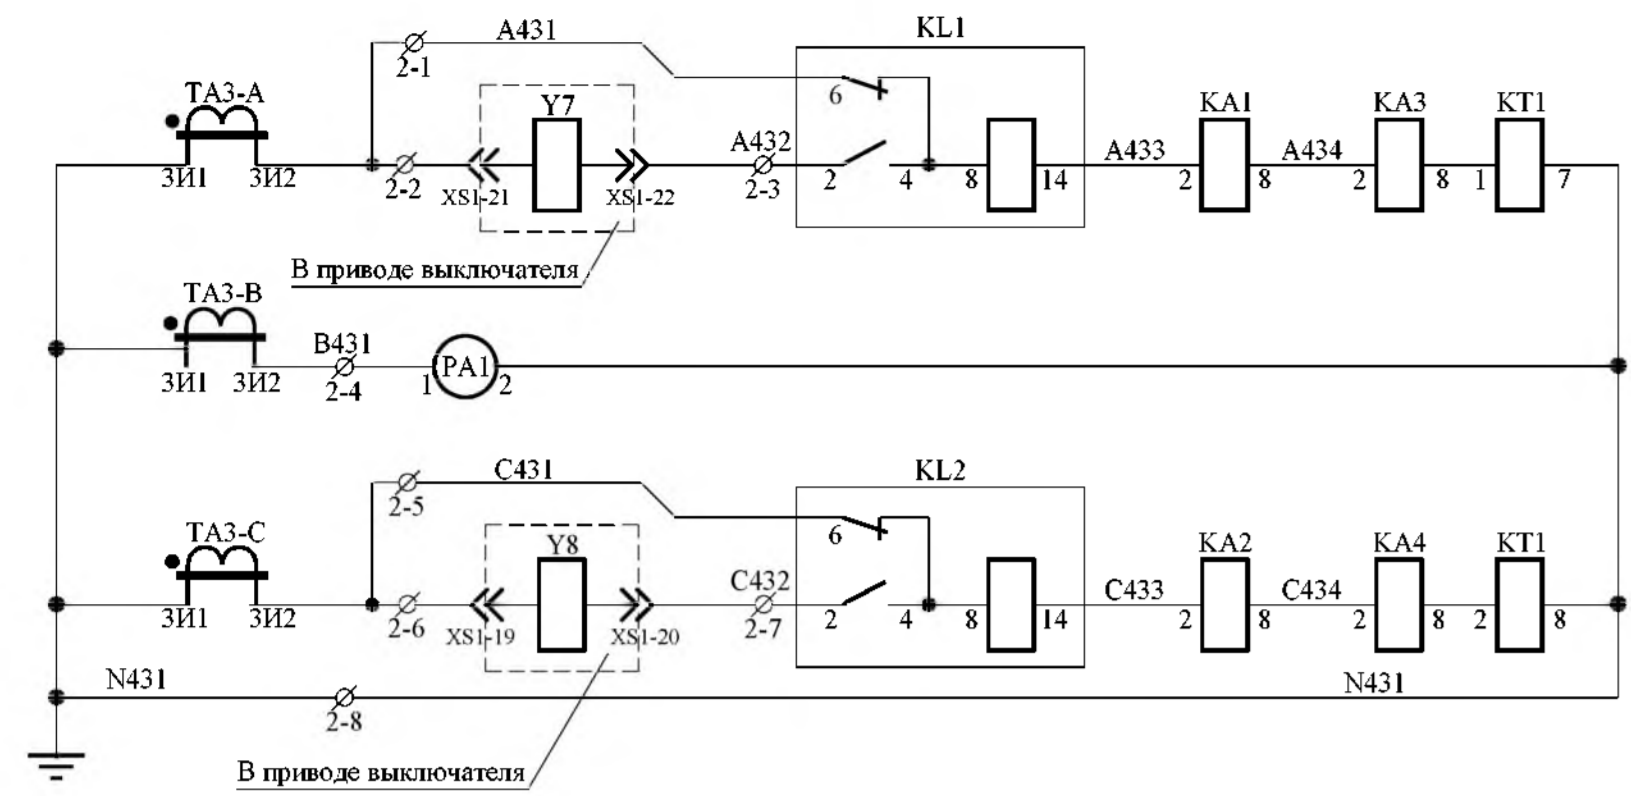 A431
KL1
2-1
TA3-A
Y7
6
KA1
KA3
KT1
A432
A433
A434
3И1
3И2
2-2
XS1-21
XS1-22
2-3
2
4
8
14
2
8
2
8
1
7
В приводе выключателя
TA3-B
B431
PA1
3И1
3И2
2-4
1
2
C431
KL2
2-5
TA3-C
Y8
6
KA2
KA4
KT1
C432
C433
C434
3И1
3И2
2-6
XS1-19
XS1-20
2-7
2
4
8
14
2
8
2
8
2
8
N431
N431
2-8
В приводе выключателя